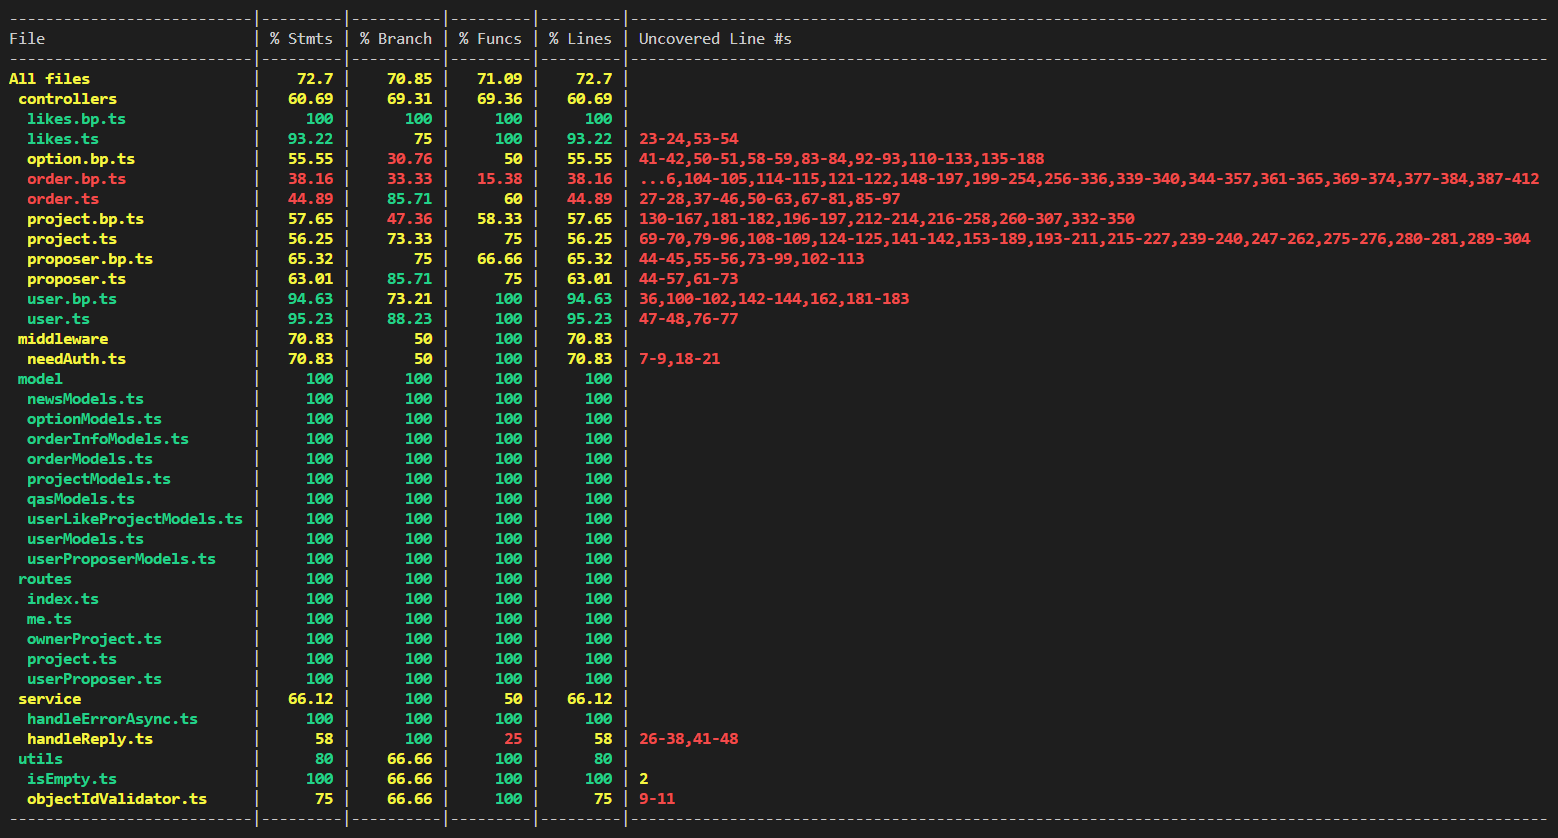 ---------------------------|---------|----------|---------|---------|-----------------------------------------------------------------------------------------------------
File                       | % Stmts | % Branch | % Funcs | % Lines | Uncovered Line #s
---------------------------|---------|----------|---------|---------|-----------------------------------------------------------------------------------------------------
All files                  |    72.7 |    70.85 |   71.09 |    72.7 |
 controllers               |   60.69 |    69.31 |   69.36 |   60.69 |
  likes.bp.ts              |     100 |      100 |     100 |     100 |
  likes.ts                 |   93.22 |       75 |     100 |   93.22 | 23-24,53-54
  option.bp.ts             |   55.55 |    30.76 |      50 |   55.55 | 41-42,50-51,58-59,83-84,92-93,110-133,135-188
  order.bp.ts              |   38.16 |    33.33 |   15.38 |   38.16 | ...6,104-105,114-115,121-122,148-197,199-254,256-336,339-340,344-357,361-365,369-374,377-384,387-412
  order.ts                 |   44.89 |    85.71 |      60 |   44.89 | 27-28,37-46,50-63,67-81,85-97
  project.bp.ts            |   57.65 |    47.36 |   58.33 |   57.65 | 130-167,181-182,196-197,212-214,216-258,260-307,332-350
  project.ts               |   56.25 |    73.33 |      75 |   56.25 | 69-70,79-96,108-109,124-125,141-142,153-189,193-211,215-227,239-240,247-262,275-276,280-281,289-304
  proposer.bp.ts           |   65.32 |       75 |   66.66 |   65.32 | 44-45,55-56,73-99,102-113
  proposer.ts              |   63.01 |    85.71 |      75 |   63.01 | 44-57,61-73
  user.bp.ts               |   94.63 |    73.21 |     100 |   94.63 | 36,100-102,142-144,162,181-183
  user.ts                  |   95.23 |    88.23 |     100 |   95.23 | 47-48,76-77
 middleware                |   70.83 |       50 |     100 |   70.83 |
  needAuth.ts              |   70.83 |       50 |     100 |   70.83 | 7-9,18-21
 model                     |     100 |      100 |     100 |     100 |
  newsModels.ts            |     100 |      100 |     100 |     100 |
  optionModels.ts          |     100 |      100 |     100 |     100 |
  orderInfoModels.ts       |     100 |      100 |     100 |     100 |
  orderModels.ts           |     100 |      100 |     100 |     100 |
  projectModels.ts         |     100 |      100 |     100 |     100 |
  qasModels.ts             |     100 |      100 |     100 |     100 |
  userLikeProjectModels.ts |     100 |      100 |     100 |     100 |
  userModels.ts            |     100 |      100 |     100 |     100 |
  userProposerModels.ts    |     100 |      100 |     100 |     100 |
 routes                    |     100 |      100 |     100 |     100 |
  index.ts                 |     100 |      100 |     100 |     100 |
  me.ts                    |     100 |      100 |     100 |     100 |
  ownerProject.ts          |     100 |      100 |     100 |     100 |
  project.ts               |     100 |      100 |     100 |     100 |
  userProposer.ts          |     100 |      100 |     100 |     100 |
 service                   |   66.12 |      100 |      50 |   66.12 |
  handleErrorAsync.ts      |     100 |      100 |     100 |     100 |
  handleReply.ts           |      58 |      100 |      25 |      58 | 26-38,41-48
 utils                     |      80 |    66.66 |     100 |      80 |
  isEmpty.ts               |     100 |    66.66 |     100 |     100 | 2
  objectIdValidator.ts     |      75 |    66.66 |     100 |      75 | 9-11
---------------------------|---------|----------|---------|---------|-----------------------------------------------------------------------------------------------------